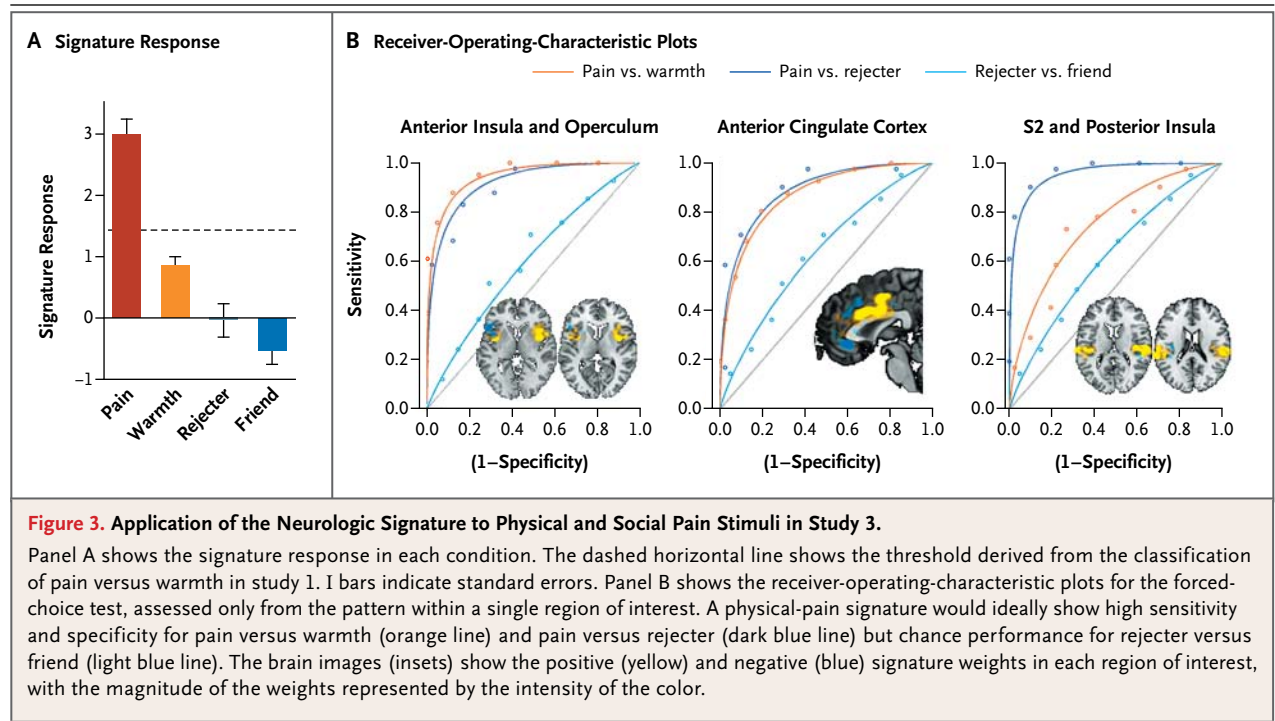 A Signature Response
Signature Response
3
2
1
0
−1
Pain
Warmth
Rejecter
Friend
B Receiver-Operating-Characteristic Plots
Pain vs. warmth
Pain vs. rejecter
Rejecter vs. friend
Anterior Insula and Operculum
Sensitivity
1.0
0.8
0.6
0.4
0.2
0.0
0.0 0.2 0.4 0.6 0.8 1.0
(1−Specificity)
Anterior Cingulate Cortex
1.0
0.8
0.6
0.4
0.2
0.0
0.0 0.2 0.4 0.6 0.8 1.0
(1−Specificity)
S2 and Posterior Insula
1.0
0.8
0.6
0.4
0.2
0.0
0.0 0.2 0.4 0.6 0.8 1.0
(1−Specificity)
Figure 3. Application of the Neurologic Signature to Physical and Social Pain Stimuli in Study 3.
Panel A shows the signature response in each condition. The dashed horizontal line shows the threshold derived from the classification
of pain versus warmth in study 1. I bars indicate standard errors. Panel B shows the receiver-operating-characteristic plots for the forced-
choice test, assessed only from the pattern within a single region of interest. A physical-pain signature would ideally show high sensitivity
and specificity for pain versus warmth (orange line) and pain versus rejecter (dark blue line) but chance performance for rejecter versus
friend (light blue line). The brain images (insets) show the positive (yellow) and negative (blue) signature weights in each region of interest,
with the magnitude of the weights represented by the intensity of the color.